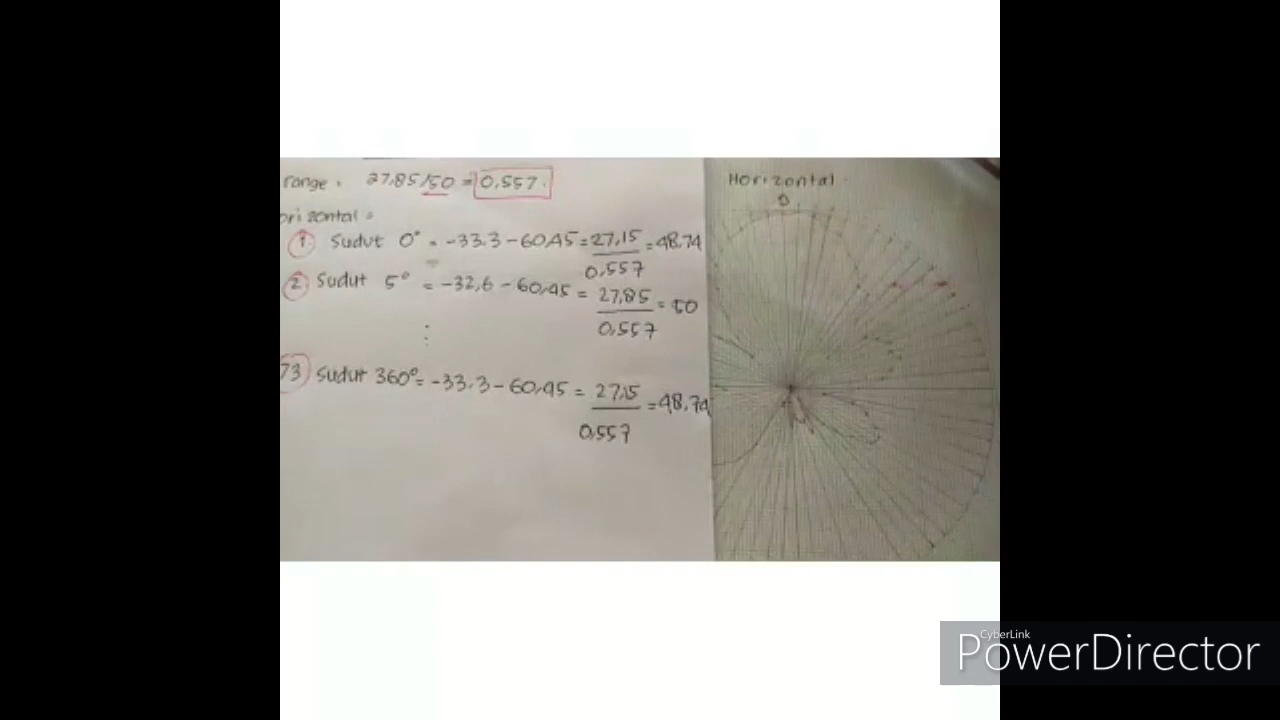 range. 27,85/50 = 0,557.
orizontal =
1. Sudut 0° = -33.3 - 60,45 = 27,15 = 48.74
0,557
2. Sudut 5° = -32,6 - 60,45 = 27,85 = 50
0,557
⋮
73 Sudut 360° = -33.3 - 60,45 = 27,15 = 48,74
0,557
Horizontal.
0
CyberLink
PowerDirector